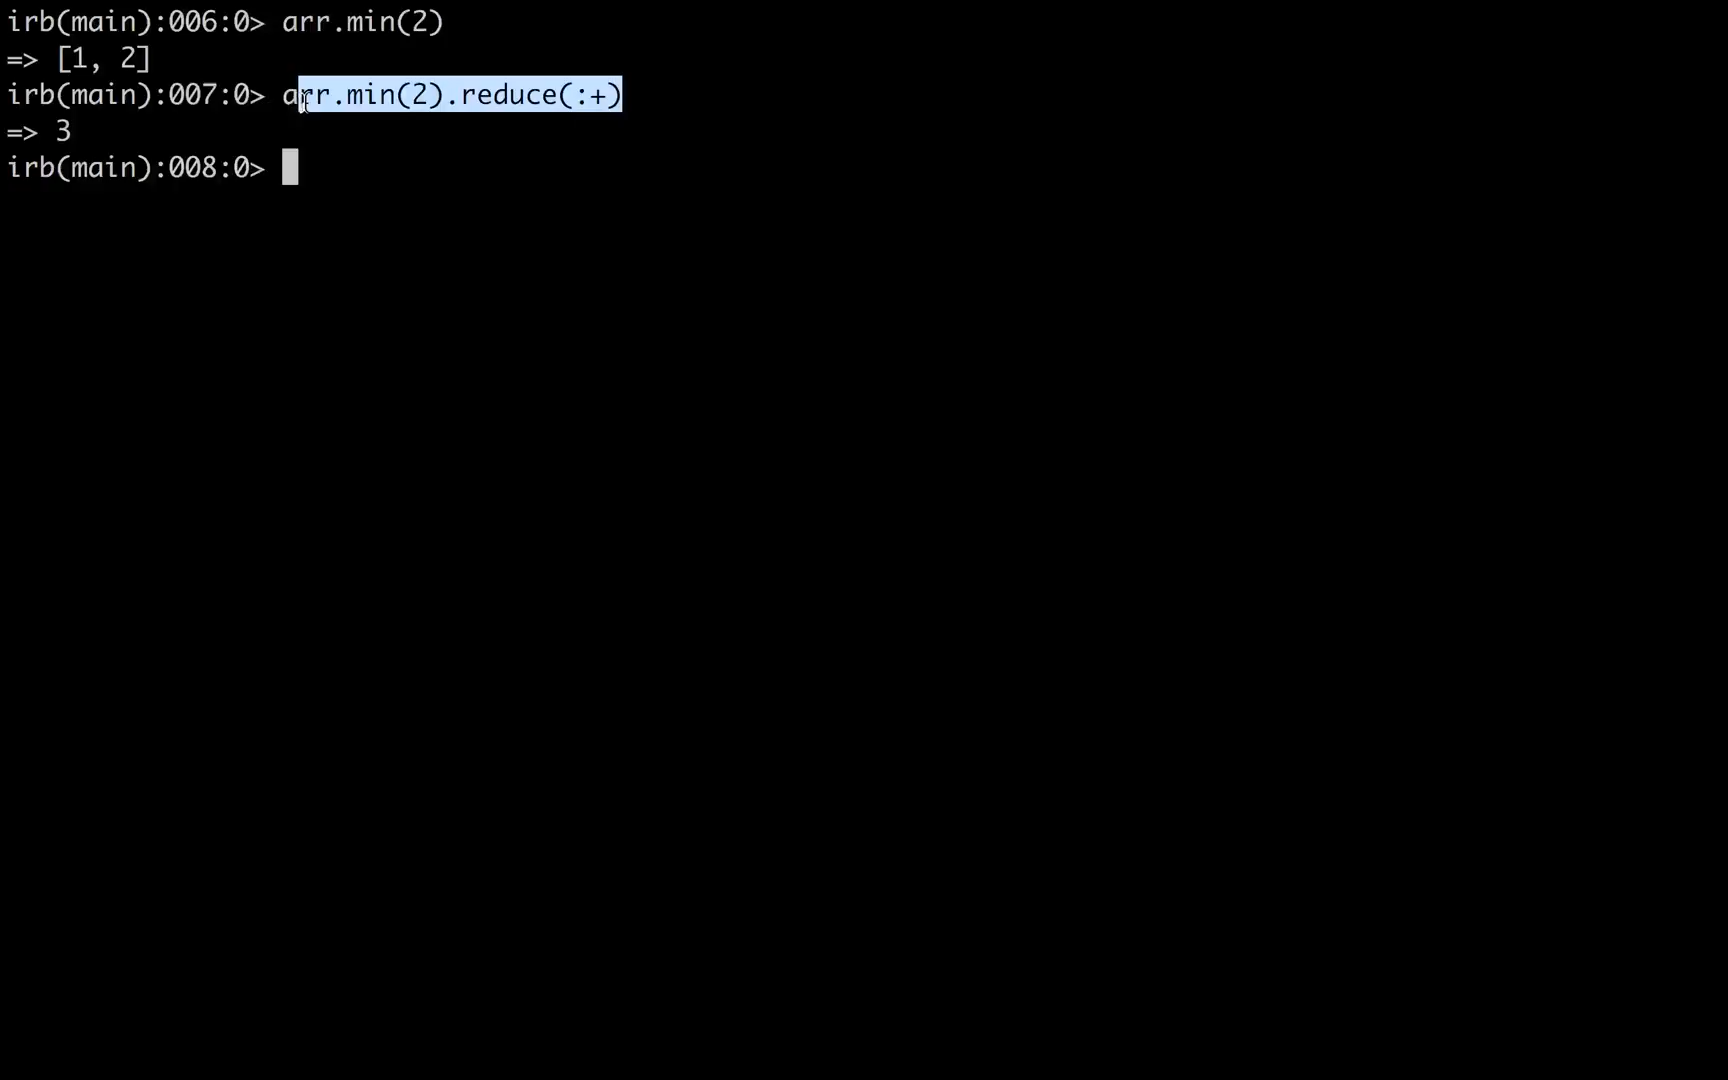 irb(main):006:0> arr.min(2)
=> [1, 2]
irb(main):007:0> arr.min(2).reduce(:+)
=> 3
irb(main):008:0>